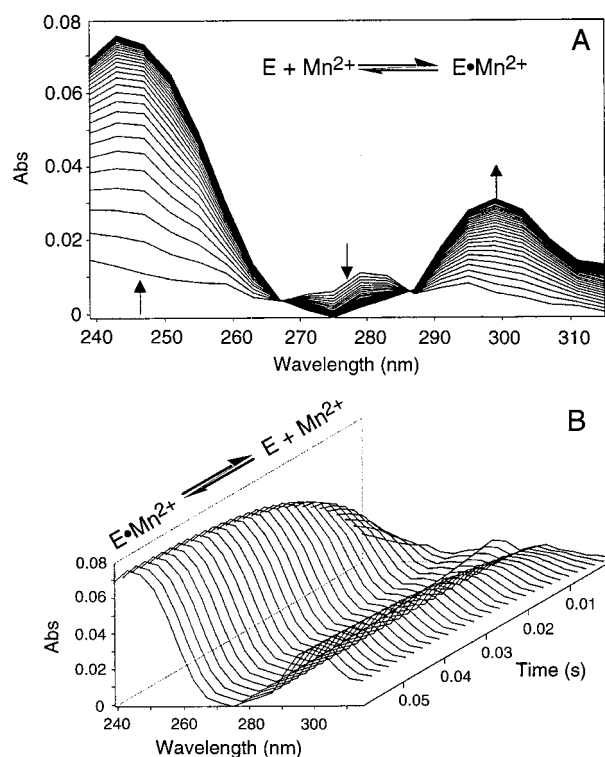 A
E + Mn2+ ⇌ E•Mn2+
Abs
0.08
0.06
0.04
0.02
0
240 250 260 270 280 290 300 310
Wavelength (nm)
B
E•Mn2+ ⇌ E + Mn2+
Abs
0.08
0.06
0.04
0.02
0
240 260 280 300
Wavelength (nm)
0.01
0.02
0.03
0.04
0.05
Time (s)